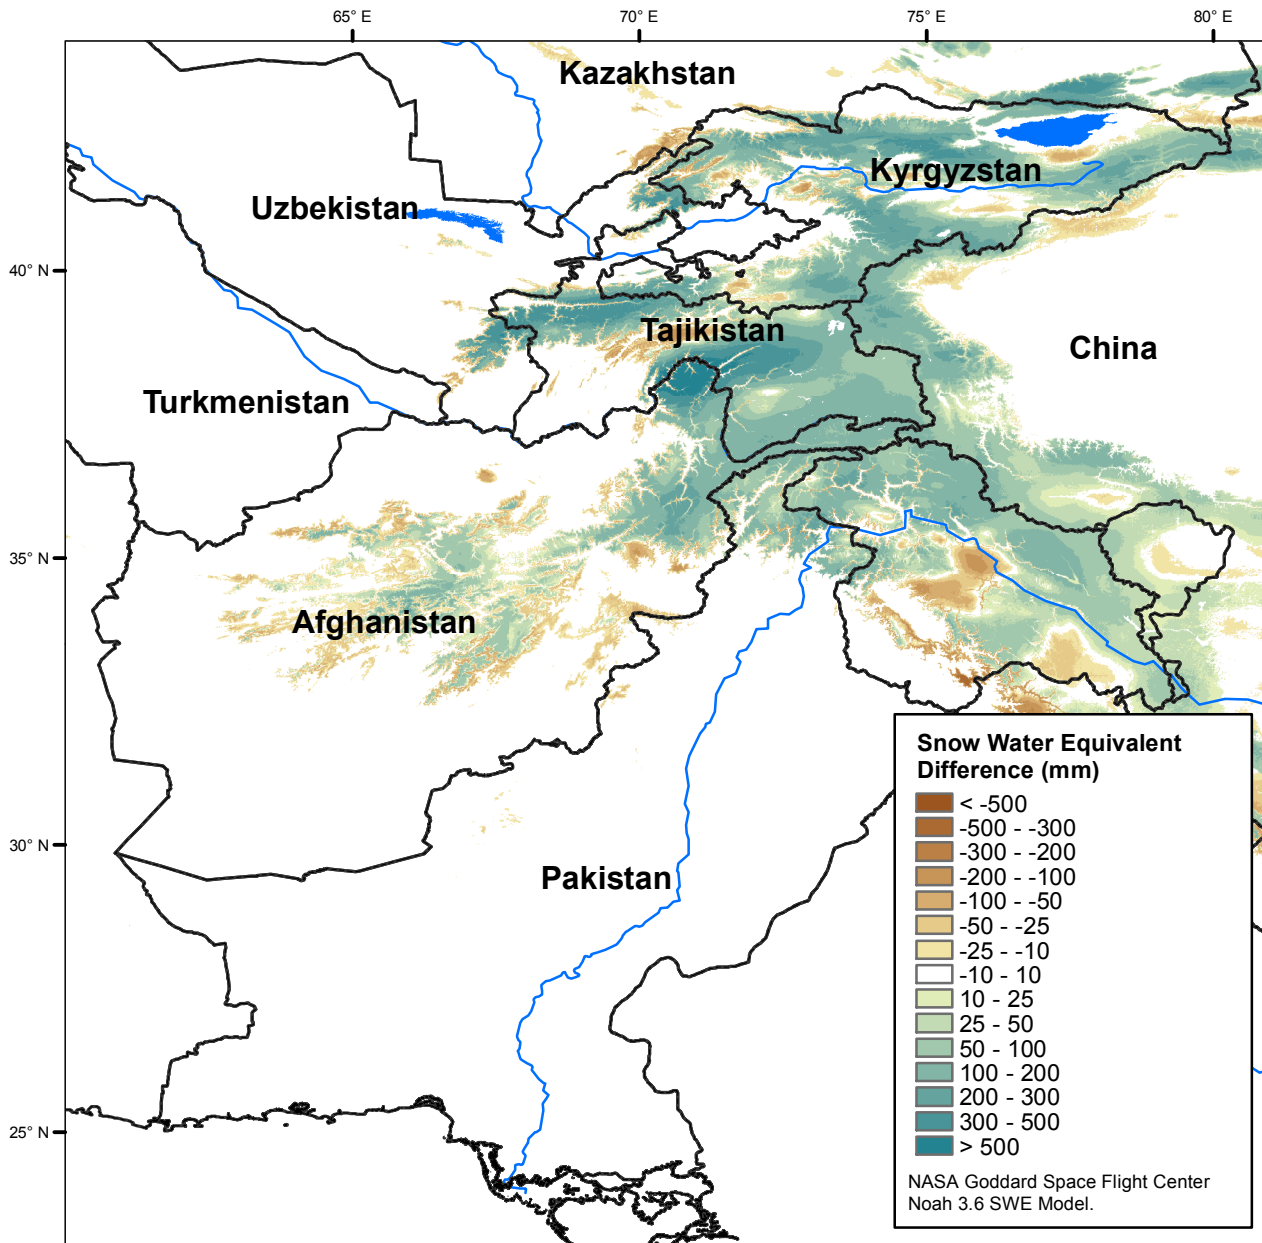 65° E
70° E
75° E
80° E
Kazakhstan
Kyrgyzstan
Uzbekistan
40° N
Tajikistan
China
Turkmenistan
35° N
Afghanistan
30° N
Pakistan
25° N
Snow Water Equivalent
Difference (mm)
< -500
-500 - -300
-300 - -200
-200 - -100
-100 - -50
-50 - -25
-25 - -10
-10 - 10
10 - 25
25 - 50
50 - 100
100 - 200
200 - 300
300 - 500
> 500
NASA Goddard Space Flight Center
Noah 3.6 SWE Model.